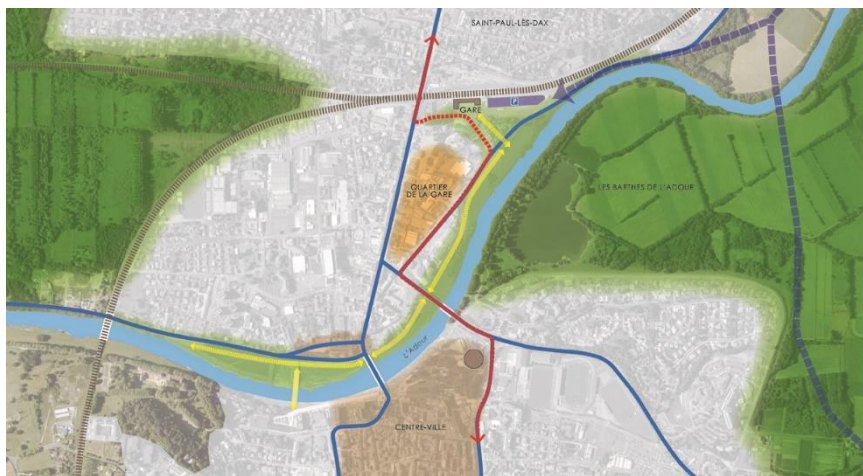 SAINT-PAUL-LÈS-DAX
GARE
P
QUARTIER
DE LA GARE
LES BARTHES DE L'ADOUR
L'Adour
CENTRE-VILLE